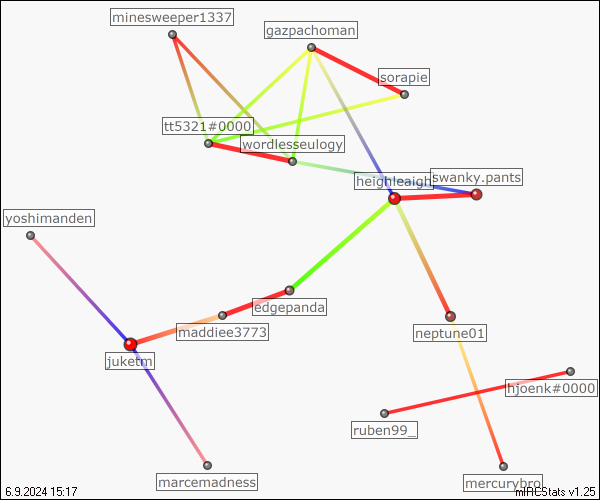 minesweeper1337
gazpachoman
sorapie
tt5321#0000
wordlesseulogy
heighleaigh
swanky.pants
yoshimanden
edgepanda
maddiee3773
neptune01
juketm
hjoenk#0000
ruben99_
marcemadness
mercurybro
6.9.2024 15:17
mIRCStats v1.25